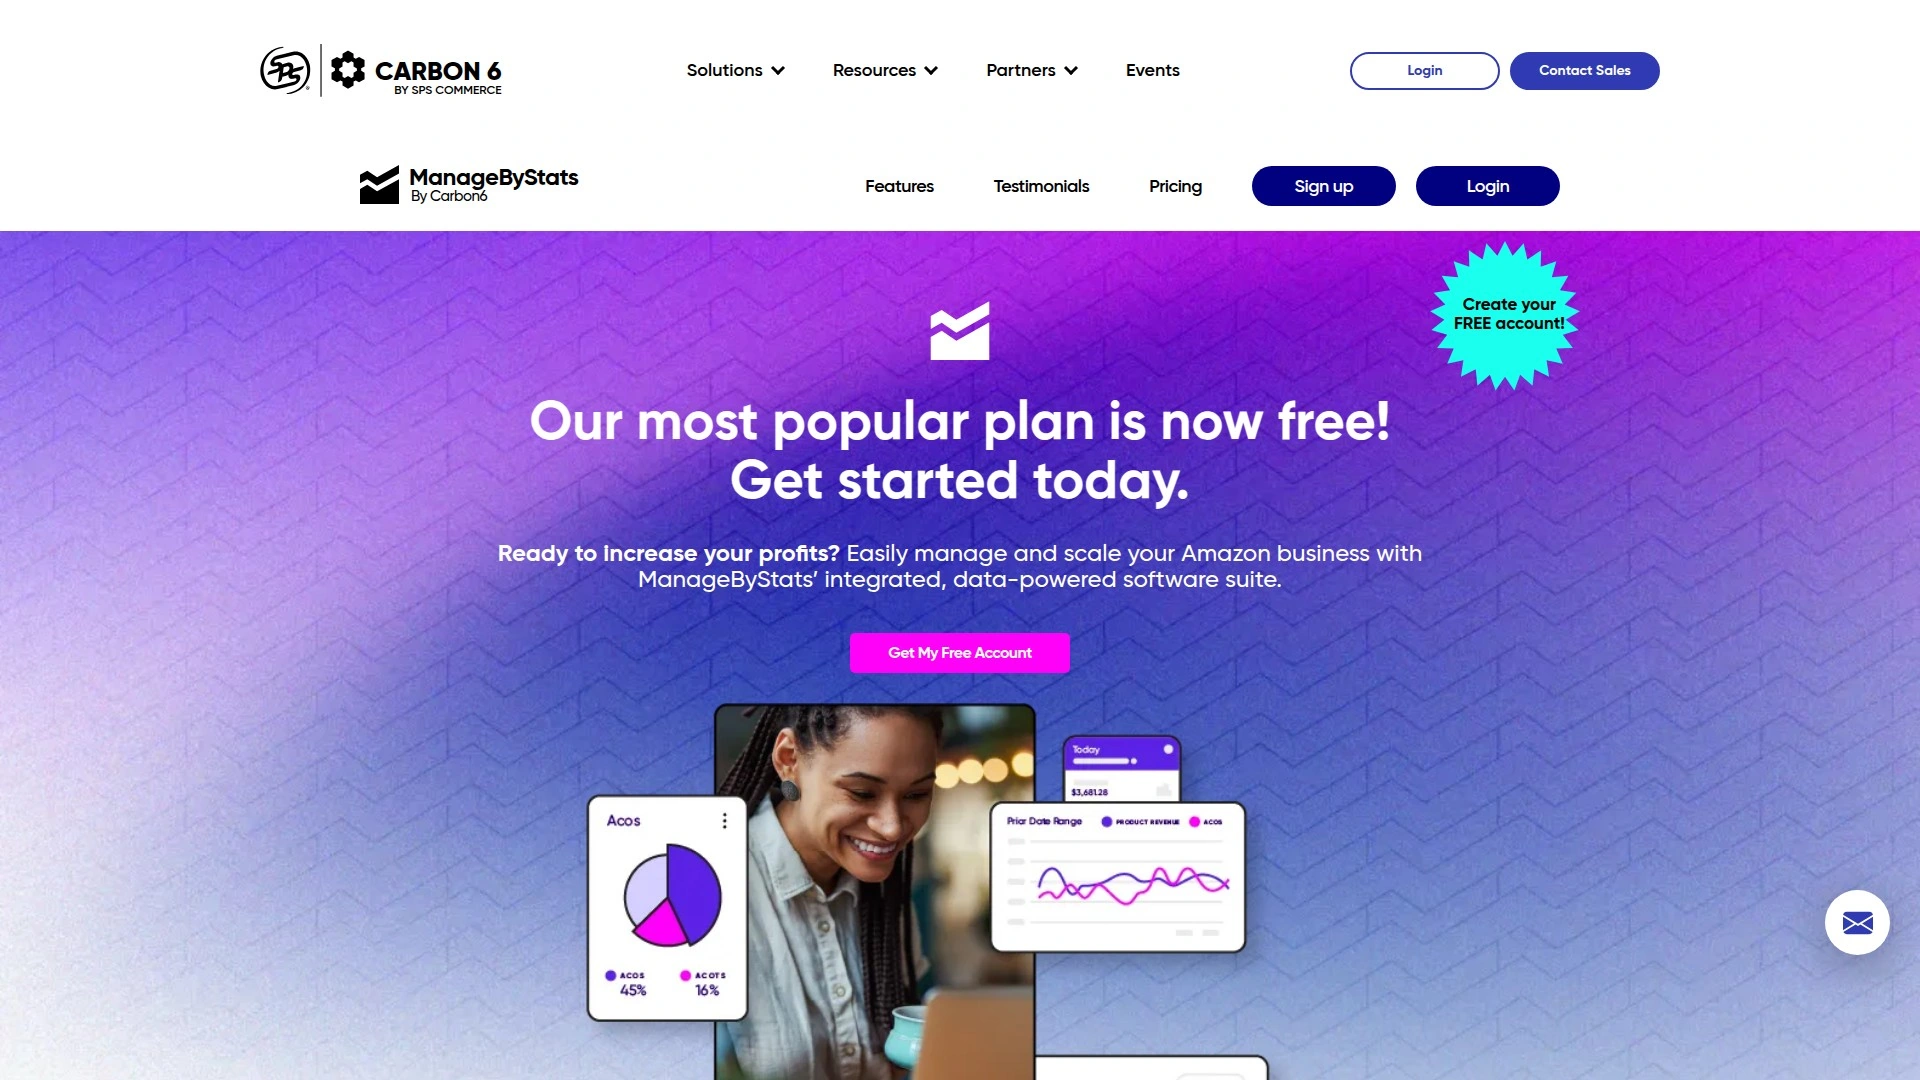 SPS
CARBON 6
BY SPS COMMERCE
Solutions
Resources
Partners
Events
Login
Contact Sales
ManageByStats
By Carbon6
Features
Testimonials
Pricing
Sign up
Login
Create your
FREE account!
Our most popular plan is now free!
Get started today.
Ready to increase your profits? Easily manage and scale your Amazon business with
ManageByStats’ integrated, data-powered software suite.
Get My Free Account
Today
$3,681.28
Acos
Prior Date Range
PRODUCT REVENUE
ACOS
ACOS
45%
ACOTS
16%